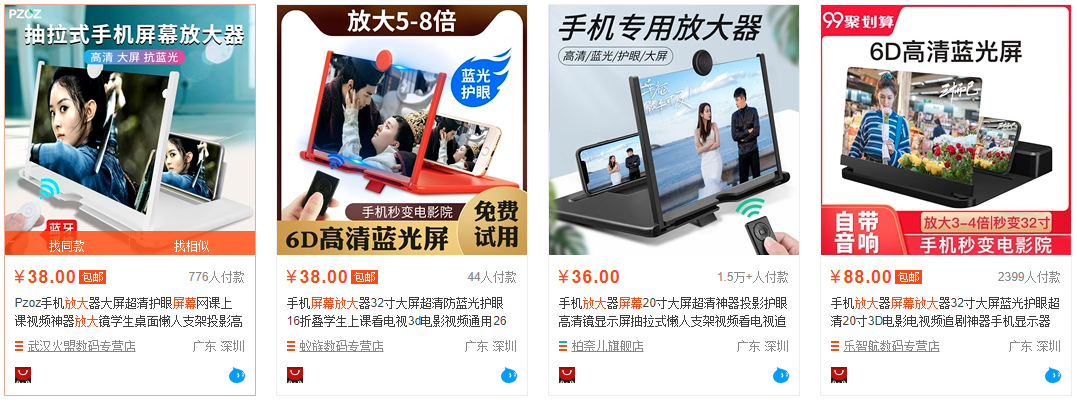 PZOZ
抽拉式手机屏幕放大器
高清 大屏 抗蓝光
蓝牙
找同款
找相似
¥38.00 包邮
776人付款
Pzoz手机放大器大屏超清护眼屏幕网课上
课视频神器放大镜学生桌面懒人支架投影高
武汉火盟数码专营店
广东 深圳
放大5-8倍
蓝光
护眼
手机秒变电影院
6D高清蓝光屏
免费
试用
¥38.00 包邮
44人付款
手机屏幕放大器32寸大屏超清防蓝光护眼
16折叠学生上课看电视3d电影视频通用26
蚁族数码专营店
广东 深圳
手机专用放大器
高清/蓝光/护眼/大屏
¥36.00
1.5万+人付款
手机放大器屏幕20寸大屏超清神器投影护眼
高清镜显示屏抽拉式懒人支架视频看电视追
柏奈儿旗舰店
广东 深圳
99聚划算
6D高清蓝光屏
自带
音响
放大3-4倍|秒变32寸
手机秒变电影院
¥88.00 包邮
2399人付款
手机放大器屏幕放大器32寸大屏蓝光护眼超
清20寸3D电影电视频追剧神器手机显示器
乐智航数码专营店
广东 深圳